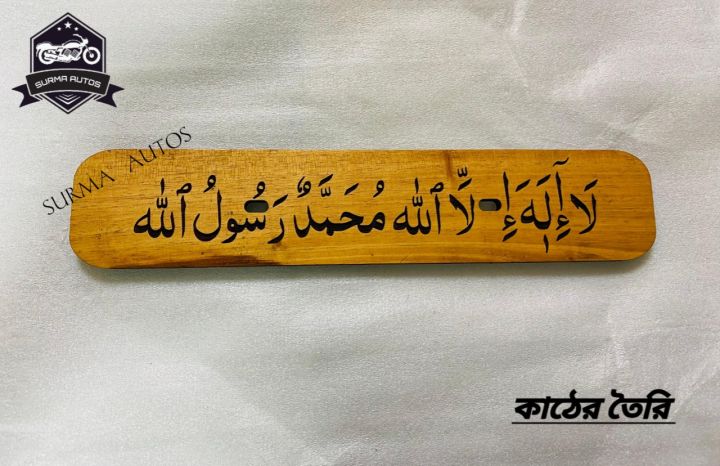 SURMA AUTOS
SURMA AUTOS
لَآ إِلَٰهَ إِلَّا ٱللَّٰه مُحَمَّدٌ رَسُولُ ٱللَّٰه
কাঠের তৈরি